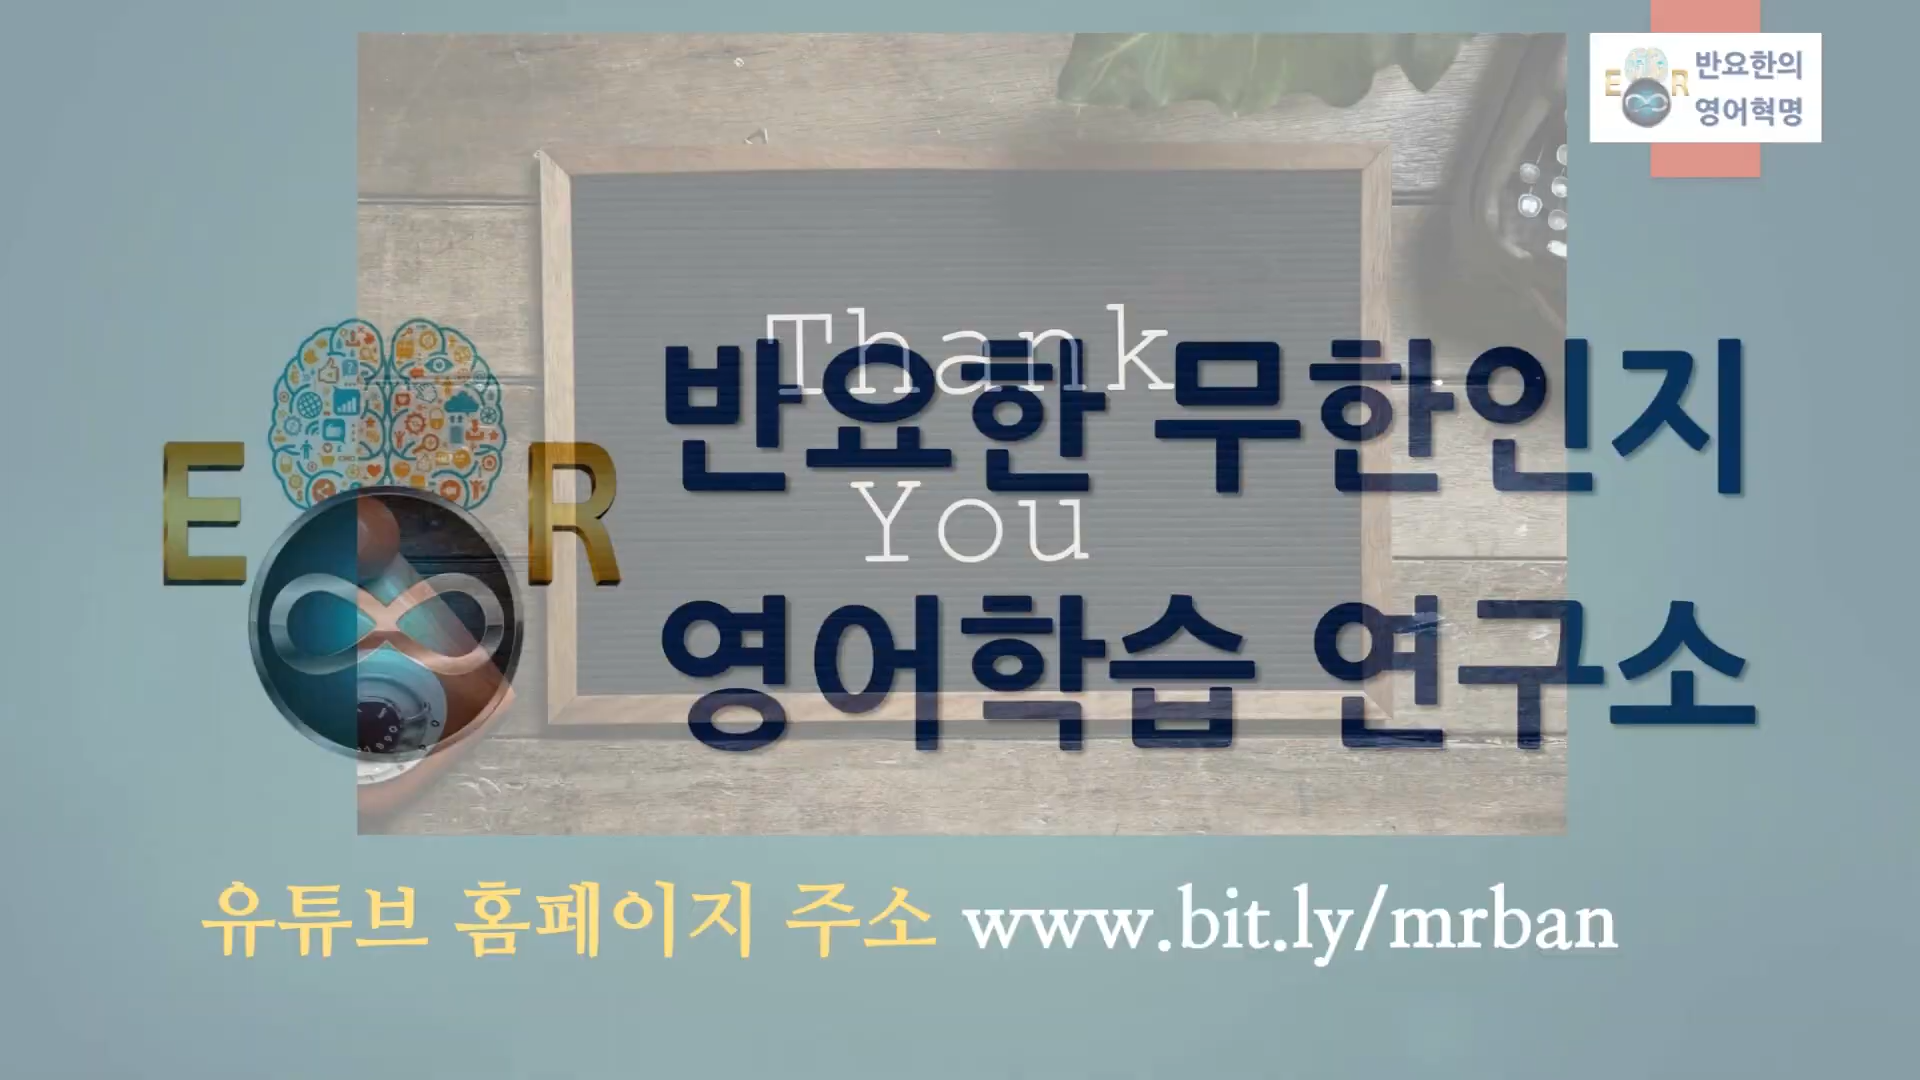 반요한의
영어혁명
E R
Thank
You
E R
반요한 무한인지
영어학습 연구소
유튜브 홈페이지 주소 www.bit.ly/mrban